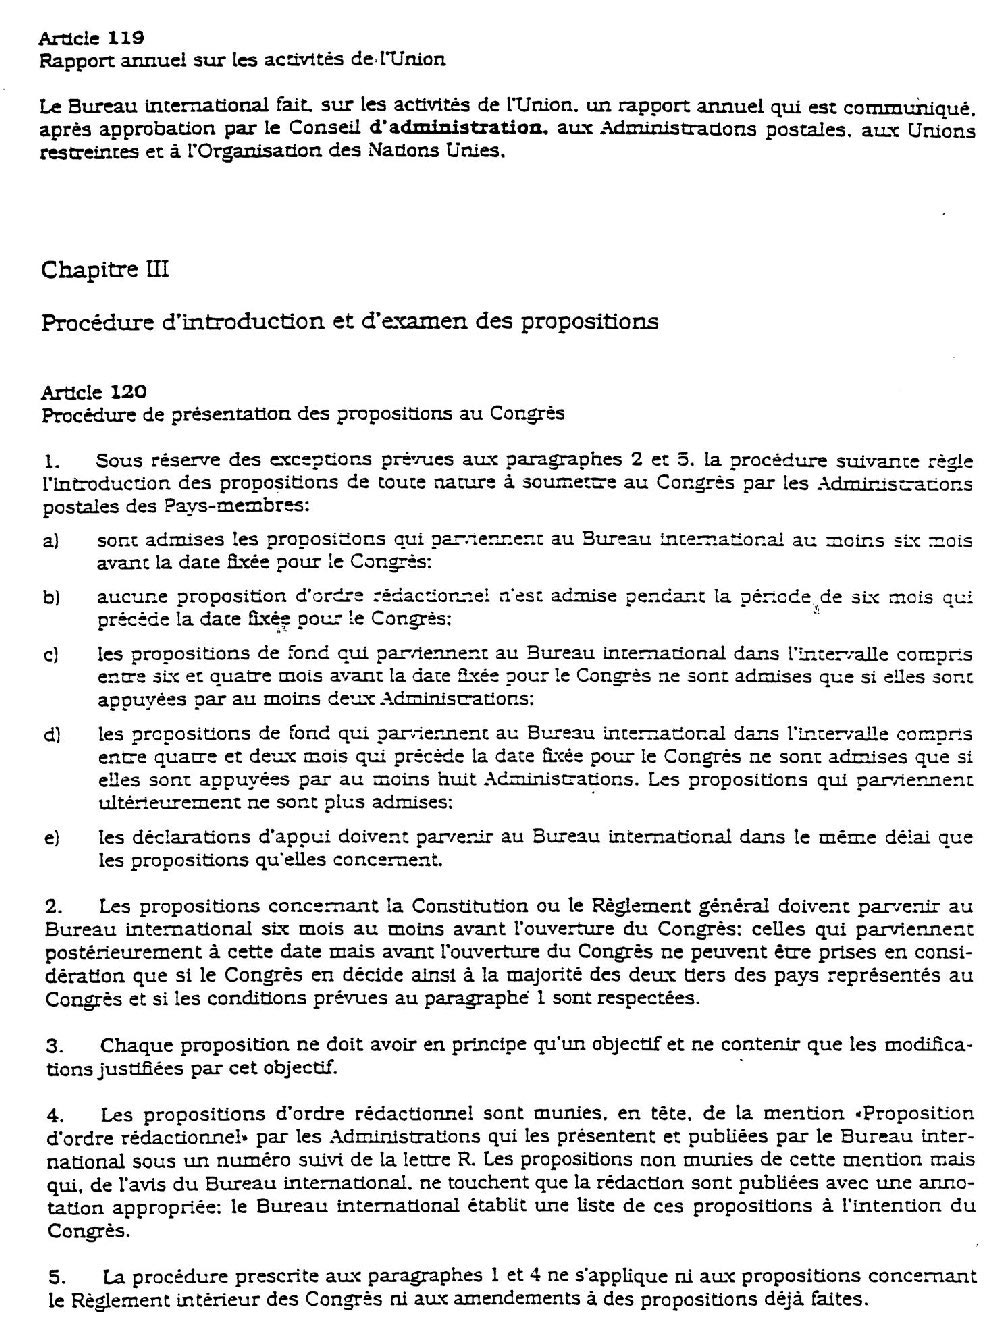 Article 119
Rapport annuel sur les activités de l'Union
Le Bureau international fait, sur les activités de l'Union, un rapport annuel qui est communiqué,
après approbation par le Conseil d'administration, aux Administrations postales, aux Unions
restreintes et à l'Organisation des Nations Unies.
Chapitre III
Procédure d'introduction et d'examen des propositions
Article 120
Procédure de présentation des propositions au Congrès
1. Sous réserve des exceptions prévues aux paragraphes 2 et 5, la procédure suivante règle
l'introduction des propositions de toute nature à soumettre au Congrès par les Administrations
postales des Pays-membres:
a) sont admises les propositions qui parviennent au Bureau international au moins six mois
avant la date fixée pour le Congrès;
b) aucune proposition d'ordre rédactionnel n'est admise pendant la période de six mois qui
précède la date fixée pour le Congrès;
c) les propositions de fond qui parviennent au Bureau international dans l'intervalle compris
entre six et quatre mois avant la date fixée pour le Congrès ne sont admises que si elles sont
appuyées par au moins deux Administrations;
d) les propositions de fond qui parviennent au Bureau international dans l'intervalle compris
entre quatre et deux mois qui précède la date fixée pour le Congrès ne sont admises que si
elles sont appuyées par au moins huit Administrations. Les propositions qui parviennent
ultérieurement ne sont plus admises;
e) les déclarations d'appui doivent parvenir au Bureau international dans le même délai que
les propositions qu'elles concernent.
2. Les propositions concernant la Constitution ou le Règlement général doivent parvenir au
Bureau international six mois au moins avant l'ouverture du Congrès; celles qui parviennent
postérieurement à cette date mais avant l'ouverture du Congrès ne peuvent être prises en consi-
dération que si le Congrès en décide ainsi à la majorité des deux tiers des pays représentés au
Congrès et si les conditions prévues au paragraphe 1 sont respectées.
3. Chaque proposition ne doit avoir en principe qu'un objectif et ne contenir que les modifica-
tions justifiées par cet objectif.
4. Les propositions d'ordre rédactionnel sont munies, en tête, de la mention «Proposition
d'ordre rédactionnel» par les Administrations qui les présentent et publiées par le Bureau inter-
national sous un numéro suivi de la lettre R. Les propositions non munies de cette mention mais
qui, de l'avis du Bureau international, ne touchent que la rédaction sont publiées avec une anno-
tation appropriée; le Bureau international établit une liste de ces propositions à l'intention du
Congrès.
5. La procédure prescrite aux paragraphes 1 et 4 ne s'applique ni aux propositions concernant
le Règlement intérieur des Congrès ni aux amendements à des propositions déjà faites.